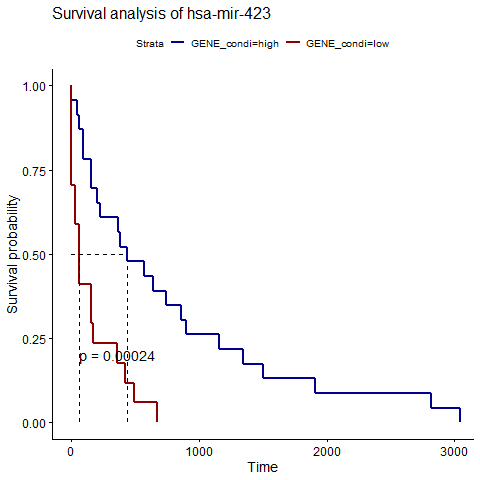 Survival analysis of hsa-mir-423
Strata GENE_condi=high GENE_condi=low
1.00
0.75
0.50
0.25
0.00
Survival probability
p = 0.00024
0 1000 2000 3000
Time